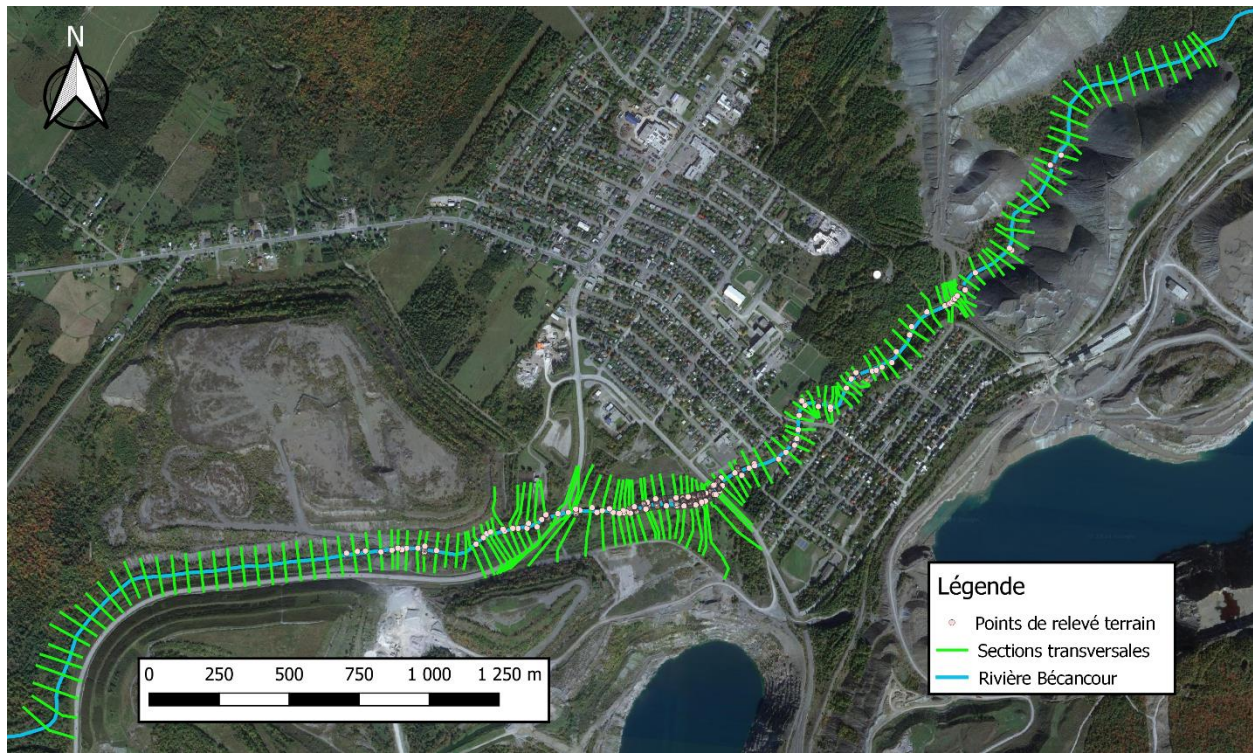 N
0 250 500 750 1 000 1 250 m
Légende
Points de relevé terrain
Sections transversales
Rivière Bécancour